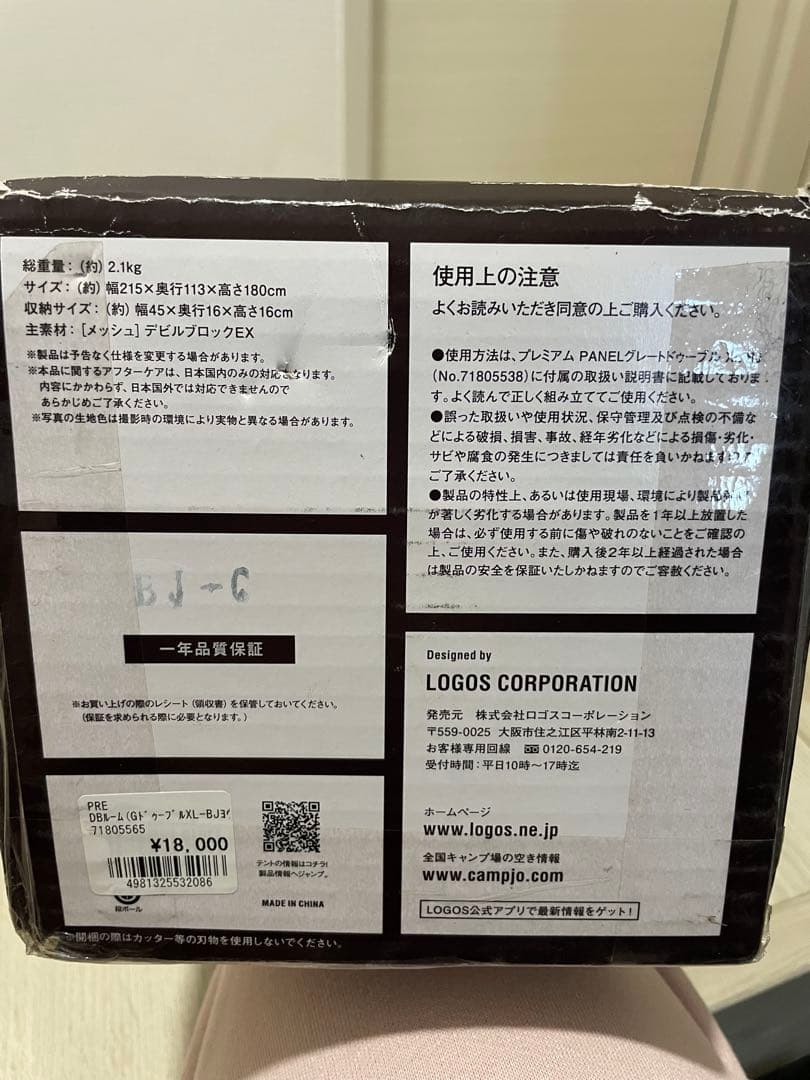 総重量：(約) 2.1kg
サイズ：(約) 幅215×奥行113×高さ180cm
収納サイズ：(約) 幅45×奥行16×高さ16cm
主素材：[メッシュ] デビルブロックEX
※製品は予告なく仕様を変更する場合があります。
※本品に関するアフターケアは、日本国内のみの対応となります。
内容にかかわらず、日本国外では対応できませんので
あらかじめご了承ください。
※写真の生地色は撮影時の環境により実物と異なる場合があります。
BJ-C
一年品質保証
※お買い上げの際のレシート（領収書）を保管しておいてください。
（保証を求められる際に必要となります。）
PRE
DBルーム(Gドゥーブル XL-BJヨウ
71805565
¥18,000
4981325532086
段ボール
テントの情報はコチラ!
製品情報へジャンプ。
MADE IN CHINA
※開梱の際はカッター等の刃物を使用しないでください。
使用上の注意
よくお読みいただき同意の上ご購入ください。
●使用方法は、プレミアム PANELグレートドゥーブル
(No.71805538)に付属の取扱い説明書に記載しておりま
す。よく読んで正しく組み立ててご使用ください。
●誤った取扱いや使用状況、保守管理及び点検の不備な
どによる破損、損害、事故、経年劣化などによる損傷・劣化・
サビや腐食の発生につきましては責任を負いかねますので
ご了承ください。
●製品の特性上、あるいは使用現場、環境により製品
が著しく劣化する場合があります。製品を1年以上放置した
場合は、必ず使用する前に傷や破れのないことをご確認の
上、ご使用ください。また、購入後2年以上経過された場合
は製品の安全を保証いたしかねますのでご容赦ください。
Designed by
LOGOS CORPORATION
発売元 株式会社ロゴスコーポレーション
〒559-0025 大阪市住之江区平林南2-11-13
お客様専用回線 0120-654-219
受付時間：平日10時〜17時迄
ホームページ
www.logos.ne.jp
全国キャンプ場の空き情報
www.campjo.com
LOGOS公式アプリで最新情報をゲット!